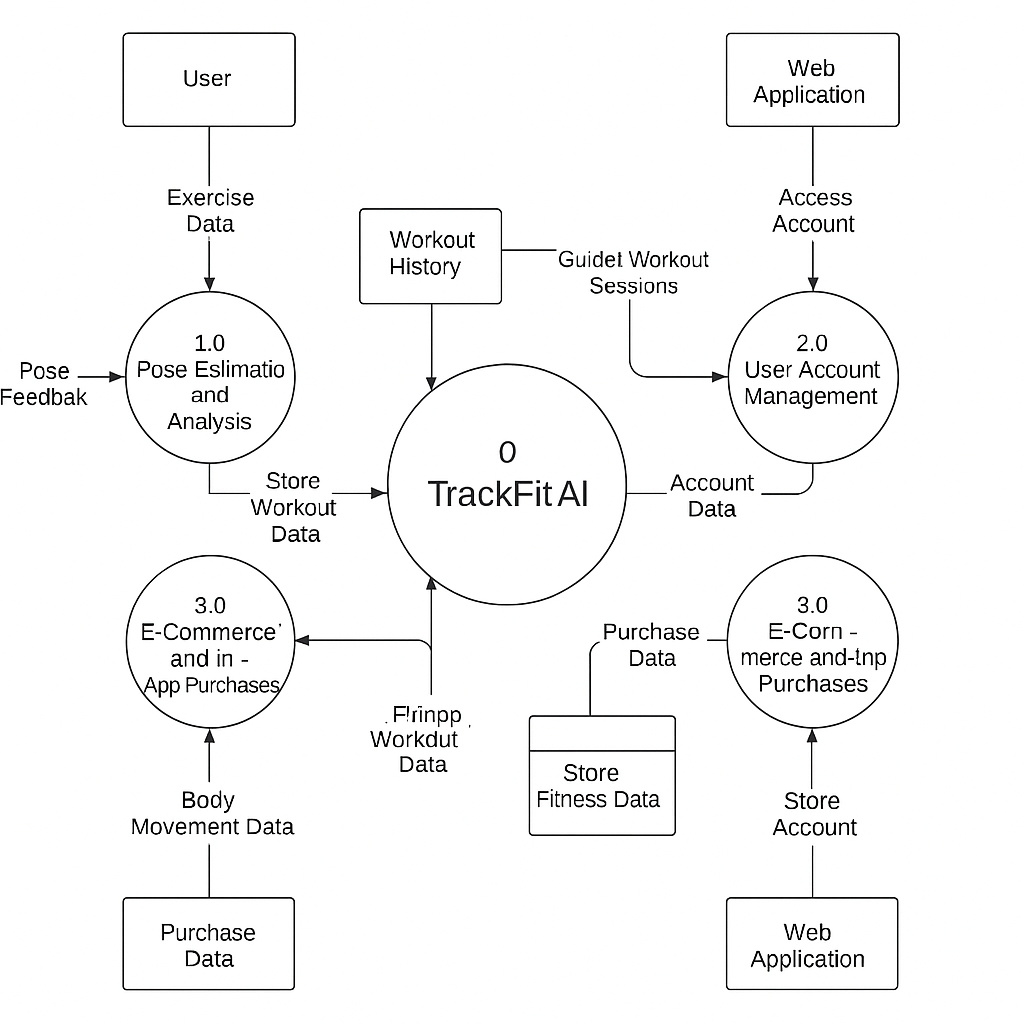 User
Web
Application
Exercise
Data
Access
Account
Workout
History
Guidet Workout
Sessions
1.0
Pose Eslimatio
and
Analysis
Pose
Feedbak
2.0
User Account
Management
0
TrackFit AI
Store
Workout
Data
Account
Data
3.0
E-Commerce'
and in -
App Purchases
Purchase
Data
3.0
E-Corn -
merce and-Inp
Purchases
Workdut
Data
Store
Fitness Data
Body
Movement Data
Store
Account
Purchase
Data
Web
Application